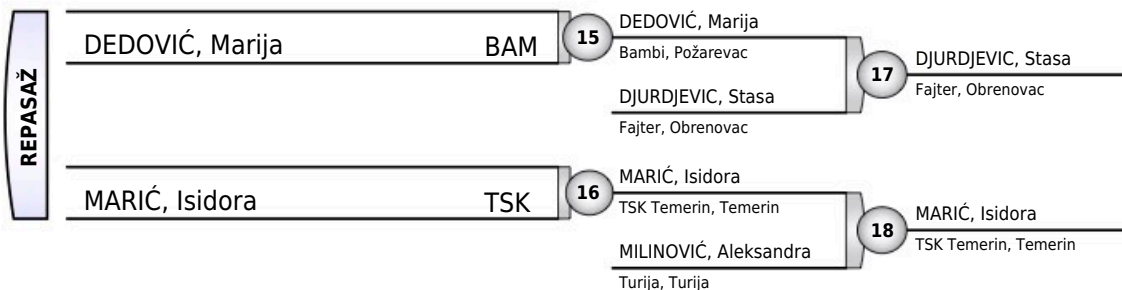 REPASAŽ
DEDOVIĆ, Marija BAM
15
DEDOVIĆ, Marija
Bambi, Požarevac
DJURDJEVIC, Stasa
Fajter, Obrenovac
17
DJURDJEVIC, Stasa
Fajter, Obrenovac
MARIĆ, Isidora TSK
16
MARIĆ, Isidora
TSK Temerin, Temerin
MILINOVIĆ, Aleksandra
Turija, Turija
18
MARIĆ, Isidora
TSK Temerin, Temerin